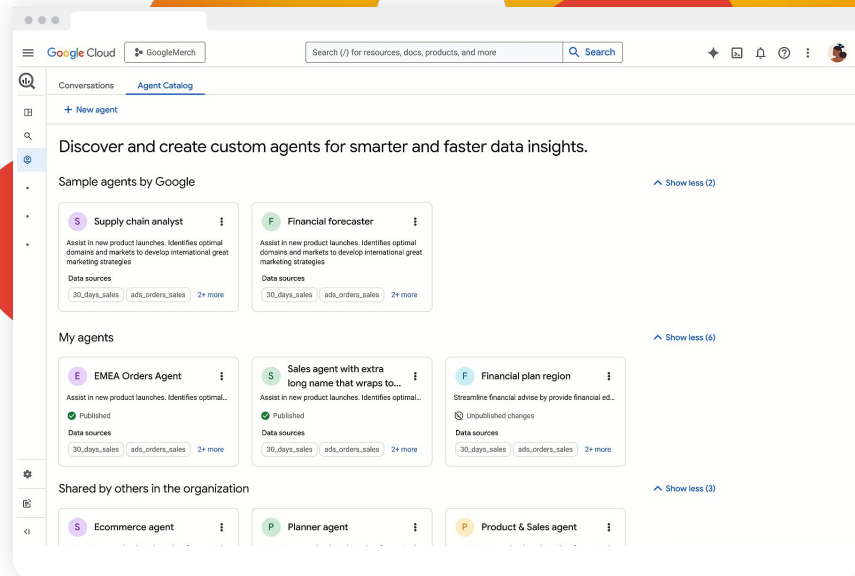 Google Cloud
GoogleMerch
Search (/) for resources, docs, products, and more
Search
Conversations
Agent Catalog
+ New agent
Discover and create custom agents for smarter and faster data insights.
Sample agents by Google
Show less (2)
S
Supply chain analyst
Assist in new product launches. Identifies optimal
domains and markets to develop international great
marketing strategies
Data sources
30_days_sales
ads_orders_sales
2+ more
F
Financial forecaster
Assist in new product launches. Identifies optimal
domains and markets to develop international great
marketing strategies
Data sources
30_days_sales
ads_orders_sales
2+ more
My agents
Show less (6)
E
EMEA Orders Agent
Assist in new product launches. Identifies optimal...
Published
Data sources
30_days_sales
ads_orders_sales
2+ more
S
Sales agent with extra
long name that wraps to...
Assist in new product launches. Identifies optimal...
Published
Data sources
30_days_sales
ads_orders_sales
2+ more
F
Financial plan region
Streamline financial advise by provide financial ed...
Unpublished changes
Data sources
30_days_sales
ads_orders_sales
2+ more
Shared by others in the organization
Show less (3)
S
Ecommerce agent
P
Planner agent
P
Product & Sales agent